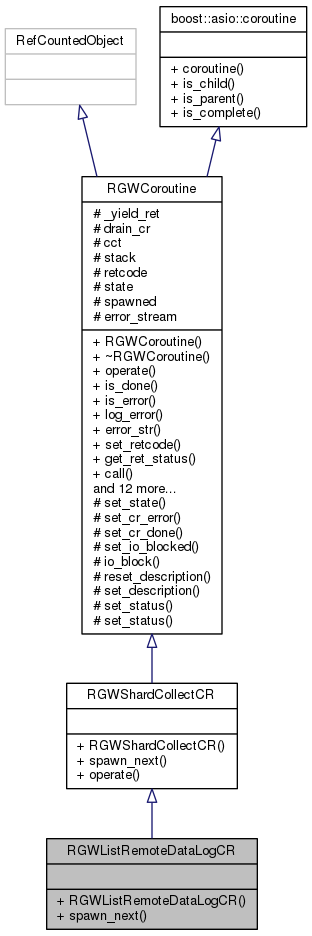 RefCountedObject
boost::asio::coroutine
+ coroutine()
+ is_child()
+ is_parent()
+ is_complete()
RGWCoroutine
# _yield_ret
# drain_cr
# cct
# stack
# retcode
# state
# spawned
# error_stream
+ RGWCoroutine()
+ ~RGWCoroutine()
+ operate()
+ is_done()
+ is_error()
+ log_error()
+ error_str()
+ set_retcode()
+ get_ret_status()
+ call()
and 12 more...
# set_state()
# set_cr_error()
# set_cr_done()
# set_io_blocked()
# io_block()
# reset_description()
# set_description()
# set_status()
# set_status()
RGWShardCollectCR
+ RGWShardCollectCR()
+ spawn_next()
+ operate()
RGWListRemoteDataLogCR
+ RGWListRemoteDataLogCR()
+ spawn_next()